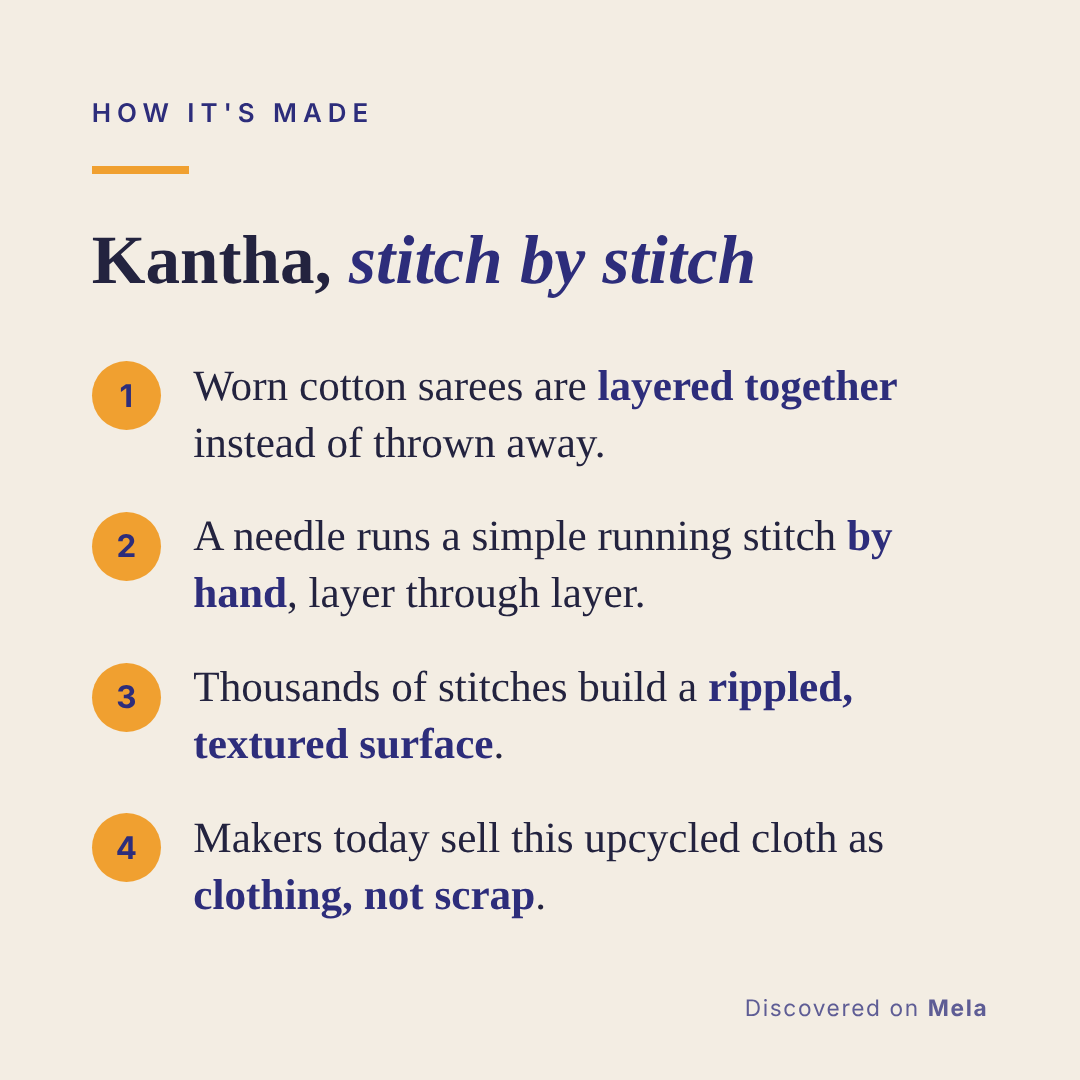 HOW IT'S MADE
Kantha, stitch by stitch
1
Worn cotton sarees are layered together
instead of thrown away.
2
A needle runs a simple running stitch by
hand, layer through layer.
3
Thousands of stitches build a rippled,
textured surface.
4
Makers today sell this upcycled cloth as
clothing, not scrap.
Discovered on Mela